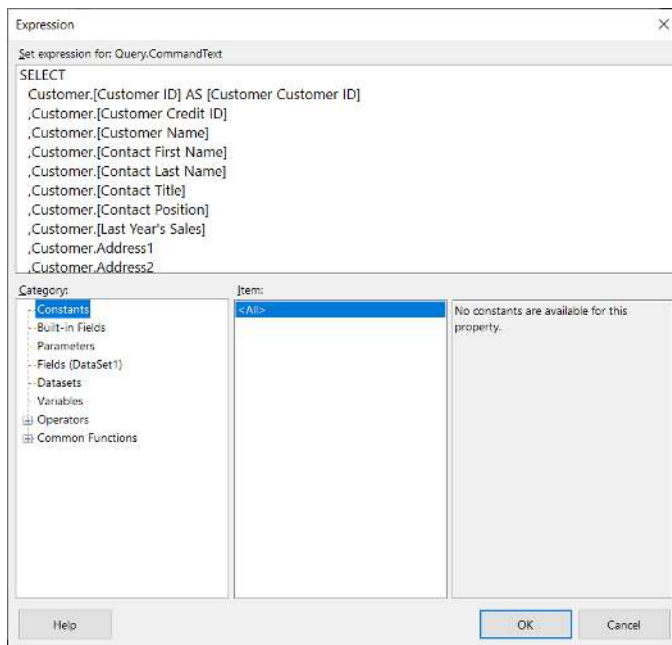 Expression
Set expression for: Query.CommandText
SELECT
Customer.[Customer ID] AS [Customer Customer ID]
,Customer.[Customer Credit ID]
,Customer.[Customer Name]
,Customer.[Contact First Name]
,Customer.[Contact Last Name]
,Customer.[Contact Title]
,Customer.[Contact Position]
,Customer.[Last Year's Sales]
,Customer.Address1
,Customer.Address2
Category:
Constants
Built-in Fields
Parameters
Fields (DataSet1)
Datasets
Variables
Operators
Common Functions
Item:
<All>
No constants are available for this
property.
Help
OK
Cancel